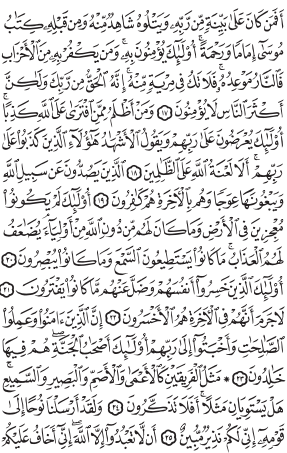 أَفَمَن كَانَ عَلَىٰ بَيِّنَةٍ مِّن رَّبِّهِۦ وَيَتْلُوهُ شَاهِدٌ مِّنْهُ وَمِن قَبْلِهِۦ كِتَٰبُ
مُوسَىٰٓ إِمَامًا وَرَحْمَةً ۚ أُو۟لَٰٓئِكَ يُؤْمِنُونَ بِهِۦ ۚ وَمَن يَكْفُرْ بِهِۦ مِنَ ٱلْأَحْزَابِ
فَٱلنَّارُ مَوْعِدُهُۥ ۚ فَلَا تَكُ فِى مِرْيَةٍ مِّنْهُ ۚ إِنَّهُ ٱلْحَقُّ مِن رَّبِّكَ وَلَٰكِنَّ
أَكْثَرَ ٱلنَّاسِ لَا يُؤْمِنُونَ ١٧ وَمَنْ أَظْلَمُ مِمَّنِ ٱفْتَرَىٰ عَلَى ٱللَّهِ كَذِبًا ۚ
أُو۟لَٰٓئِكَ يُعْرَضُونَ عَلَىٰ رَبِّهِمْ وَيَقُولُ ٱلْأَشْهَٰدُ هَٰٓؤُلَآءِ ٱلَّذِينَ كَذَبُوا۟ عَلَىٰ
رَبِّهِمْ ۚ أَلَا لَعْنَةُ ٱللَّهِ عَلَى ٱلظَّٰلِمِينَ ١٨ ٱلَّذِينَ يَصُدُّونَ عَن سَبِيلِ ٱللَّهِ
وَيَبْغُونَهَا عِوَجًا وَهُم بِٱلْءَاخِرَةِ هُمْ كَٰفِرُونَ ١٩ أُو۟لَٰٓئِكَ لَمْ يَكُونُوا۟
مُعْجِزِينَ فِى ٱلْأَرْضِ وَمَا كَانَ لَهُم مِّن دُونِ ٱللَّهِ مِنْ أَوْلِيَآءَ ۘ يُضَٰعَفُ
لَهُمُ ٱلْعَذَابُ ۚ مَا كَانُوا۟ يَسْتَطِيعُونَ ٱلسَّمْعَ وَمَا كَانُوا۟ يُبْصِرُونَ ٢٠
أُو۟لَٰٓئِكَ ٱلَّذِينَ خَسِرُوٓا۟ أَنفُسَهُمْ وَضَلَّ عَنْهُم مَّا كَانُوا۟ يَفْتَرُونَ ٢١
لَا جَرَمَ أَنَّهُمْ فِى ٱلْءَاخِرَةِ هُمُ ٱلْأَخْسَرُونَ ٢٢ إِنَّ ٱلَّذِينَ ءَامَنُوا۟ وَعَمِلُوا۟
ٱلصَّٰلِحَٰتِ وَأَخْبَتُوٓا۟ إِلَىٰ رَبِّهِمْ أُو۟لَٰٓئِكَ أَصْحَٰبُ ٱلْجَنَّةِ ۖ هُمْ فِيهَا
خَٰلِدُونَ ٢٣ ۞ مَثَلُ ٱلْفَرِيقَيْنِ كَٱلْأَعْمَىٰ وَٱلْأَصَمِّ وَٱلْبَصِيرِ وَٱلسَّمِيعِ ۚ
هَلْ يَسْتَوِيَانِ مَثَلًا ۚ أَفَلَا تَذَكَّرُونَ ٢٤ وَلَقَدْ أَرْسَلْنَا نُوحًا إِلَىٰ
قَوْمِهِۦٓ إِنِّى لَكُمْ نَذِيرٌ مُّبِينٌ ٢٥ أَن لَّا تَعْبُدُوٓا۟ إِلَّا ٱللَّهَ ۖ إِنِّىٓ أَخَافُ عَلَيْكُمْ